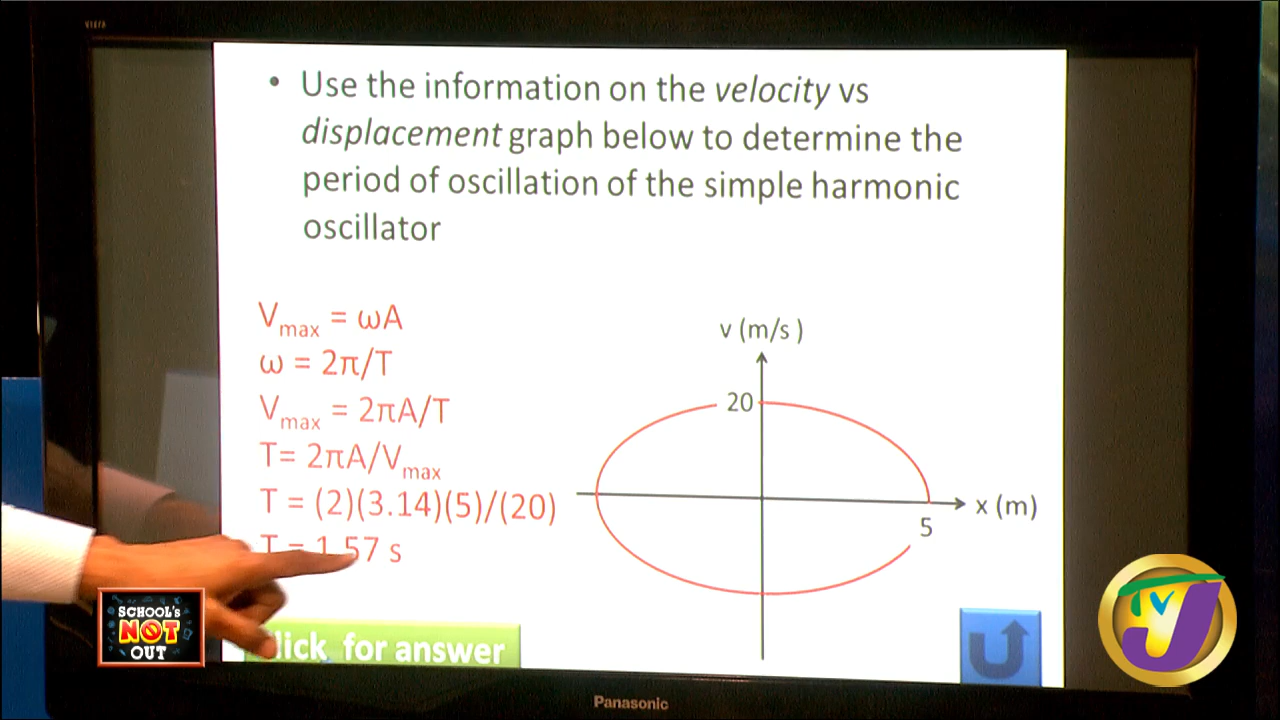 • Use the information on the velocity vs
displacement graph below to determine the
period of oscillation of the simple harmonic
oscillator
Vmax = ωA
ω = 2π/T
Vmax = 2πA/T
T= 2πA/Vmax
T = (2)(3.14)(5)/(20)
T = 1.57 s
v (m/s )
20
x (m)
5
lick for answer
SCHOOL's
NOT
OUT
TVJ
Panasonic